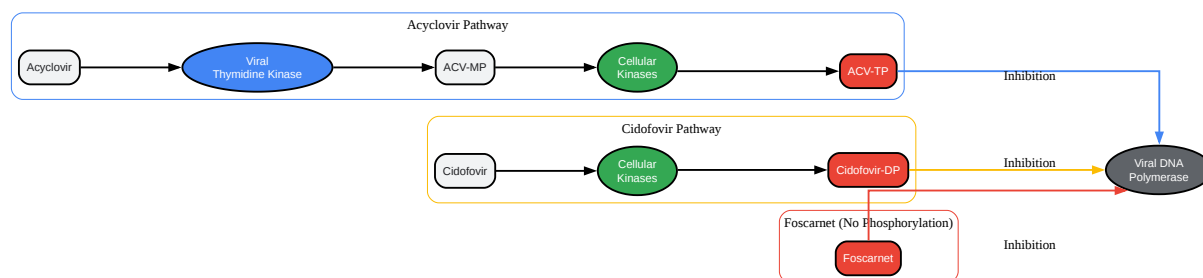 Acyclovir Pathway
Acyclovir
Viral
Thymidine Kinase
ACV-MP
Cellular
Kinases
ACV-TP
Inhibition
Cidofovir Pathway
Cidofovir
Cellular
Kinases
Cidofovir-DP
Inhibition
Viral DNA
Polymerase
Foscarnet (No Phosphorylation)
Foscarnet
Inhibition